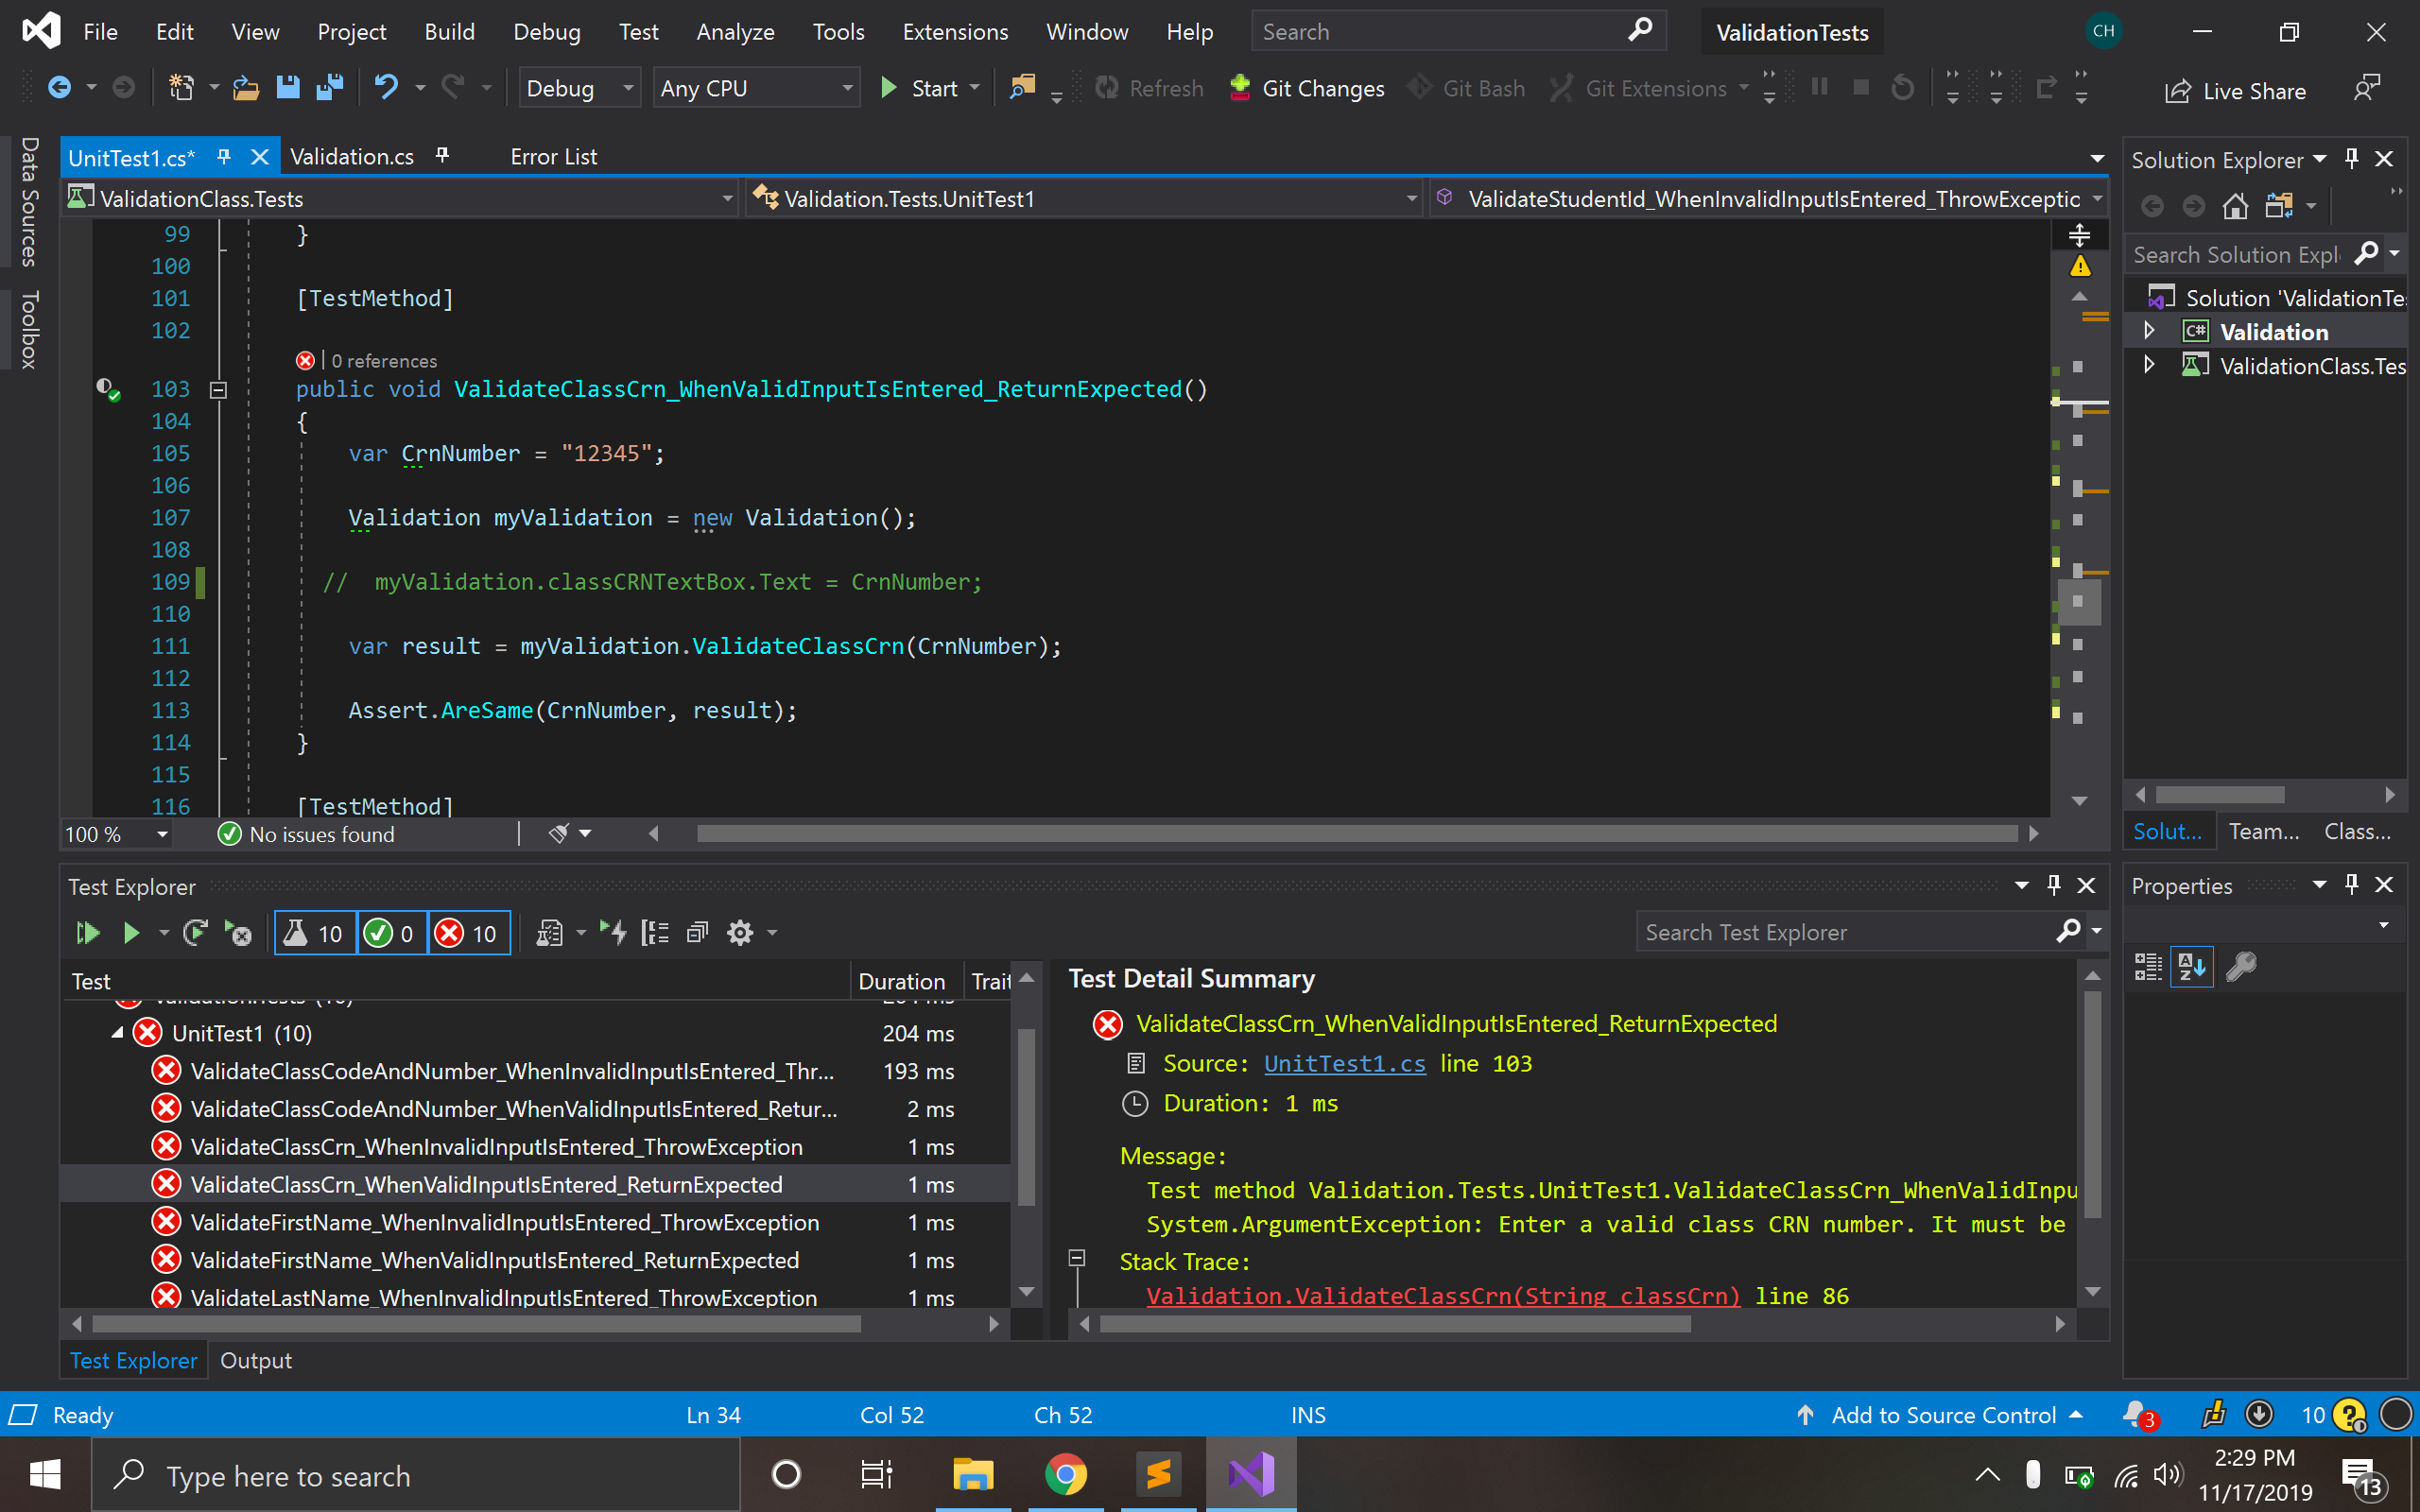 File Edit View Project Build Debug Test Analyze Tools Extensions Window Help Search ValidationTests CH
Debug Any CPU Start Refresh Git Changes Git Bash Git Extensions Live Share
Data Sources
Toolbox
UnitTest1.cs* Validation.cs Error List
ValidationClass.Tests Validation.Tests.UnitTest1 ValidateStudentId_WhenInvalidInputIsEntered_ThrowExceptio
99 }
100
101 [TestMethod]
102
0 references
103 public void ValidateClassCrn_WhenValidInputIsEntered_ReturnExpected()
104 {
105 var CrnNumber = "12345";
106
107 Validation myValidation = new Validation();
108
109 // myValidation.classCRNTextBox.Text = CrnNumber;
110
111 var result = myValidation.ValidateClassCrn(CrnNumber);
112
113 Assert.AreSame(CrnNumber, result);
114 }
115
116 [TestMethod]
100 % No issues found
Solution Explorer
Search Solution Expl
Solution 'ValidationTe
C# Validation
ValidationClass.Tes
Solut... Team... Class...
Properties
Test Explorer
10 0 10
Search Test Explorer
Test Duration Trait
UnitTest1 (10) 204 ms
ValidateClassCodeAndNumber_WhenInvalidInputIsEntered_Thr... 193 ms
ValidateClassCodeAndNumber_WhenValidInputIsEntered_Retur... 2 ms
ValidateClassCrn_WhenInvalidInputIsEntered_ThrowException 1 ms
ValidateClassCrn_WhenValidInputIsEntered_ReturnExpected 1 ms
ValidateFirstName_WhenInvalidInputIsEntered_ThrowException 1 ms
ValidateFirstName_WhenValidInputIsEntered_ReturnExpected 1 ms
ValidateLastName_WhenInvalidInputIsEntered_ThrowException 1 ms
Test Detail Summary
ValidateClassCrn_WhenValidInputIsEntered_ReturnExpected
Source: UnitTest1.cs line 103
Duration: 1 ms
Message:
Test method Validation.Tests.UnitTest1.ValidateClassCrn_WhenValidInpu
System.ArgumentException: Enter a valid class CRN number. It must be
Stack Trace:
Validation.ValidateClassCrn(String classCrn) line 86
Test Explorer Output
Ready Ln 34 Col 52 Ch 52 INS Add to Source Control 3 10
Type here to search
2:29 PM
11/17/2019
13